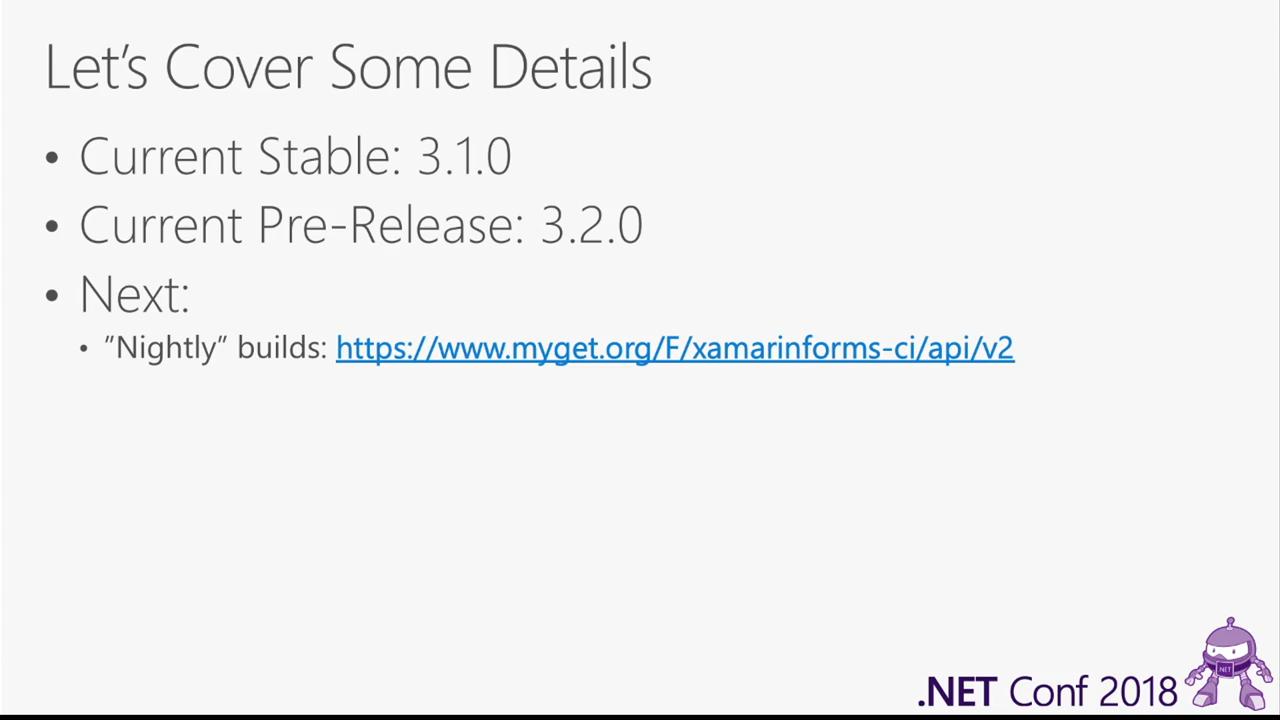 Let's Cover Some Details
• Current Stable: 3.1.0
• Current Pre-Release: 3.2.0
• Next:
• "Nightly" builds: https://www.myget.org/F/xamarinforms-ci/api/v2
.NET
.NET Conf 2018